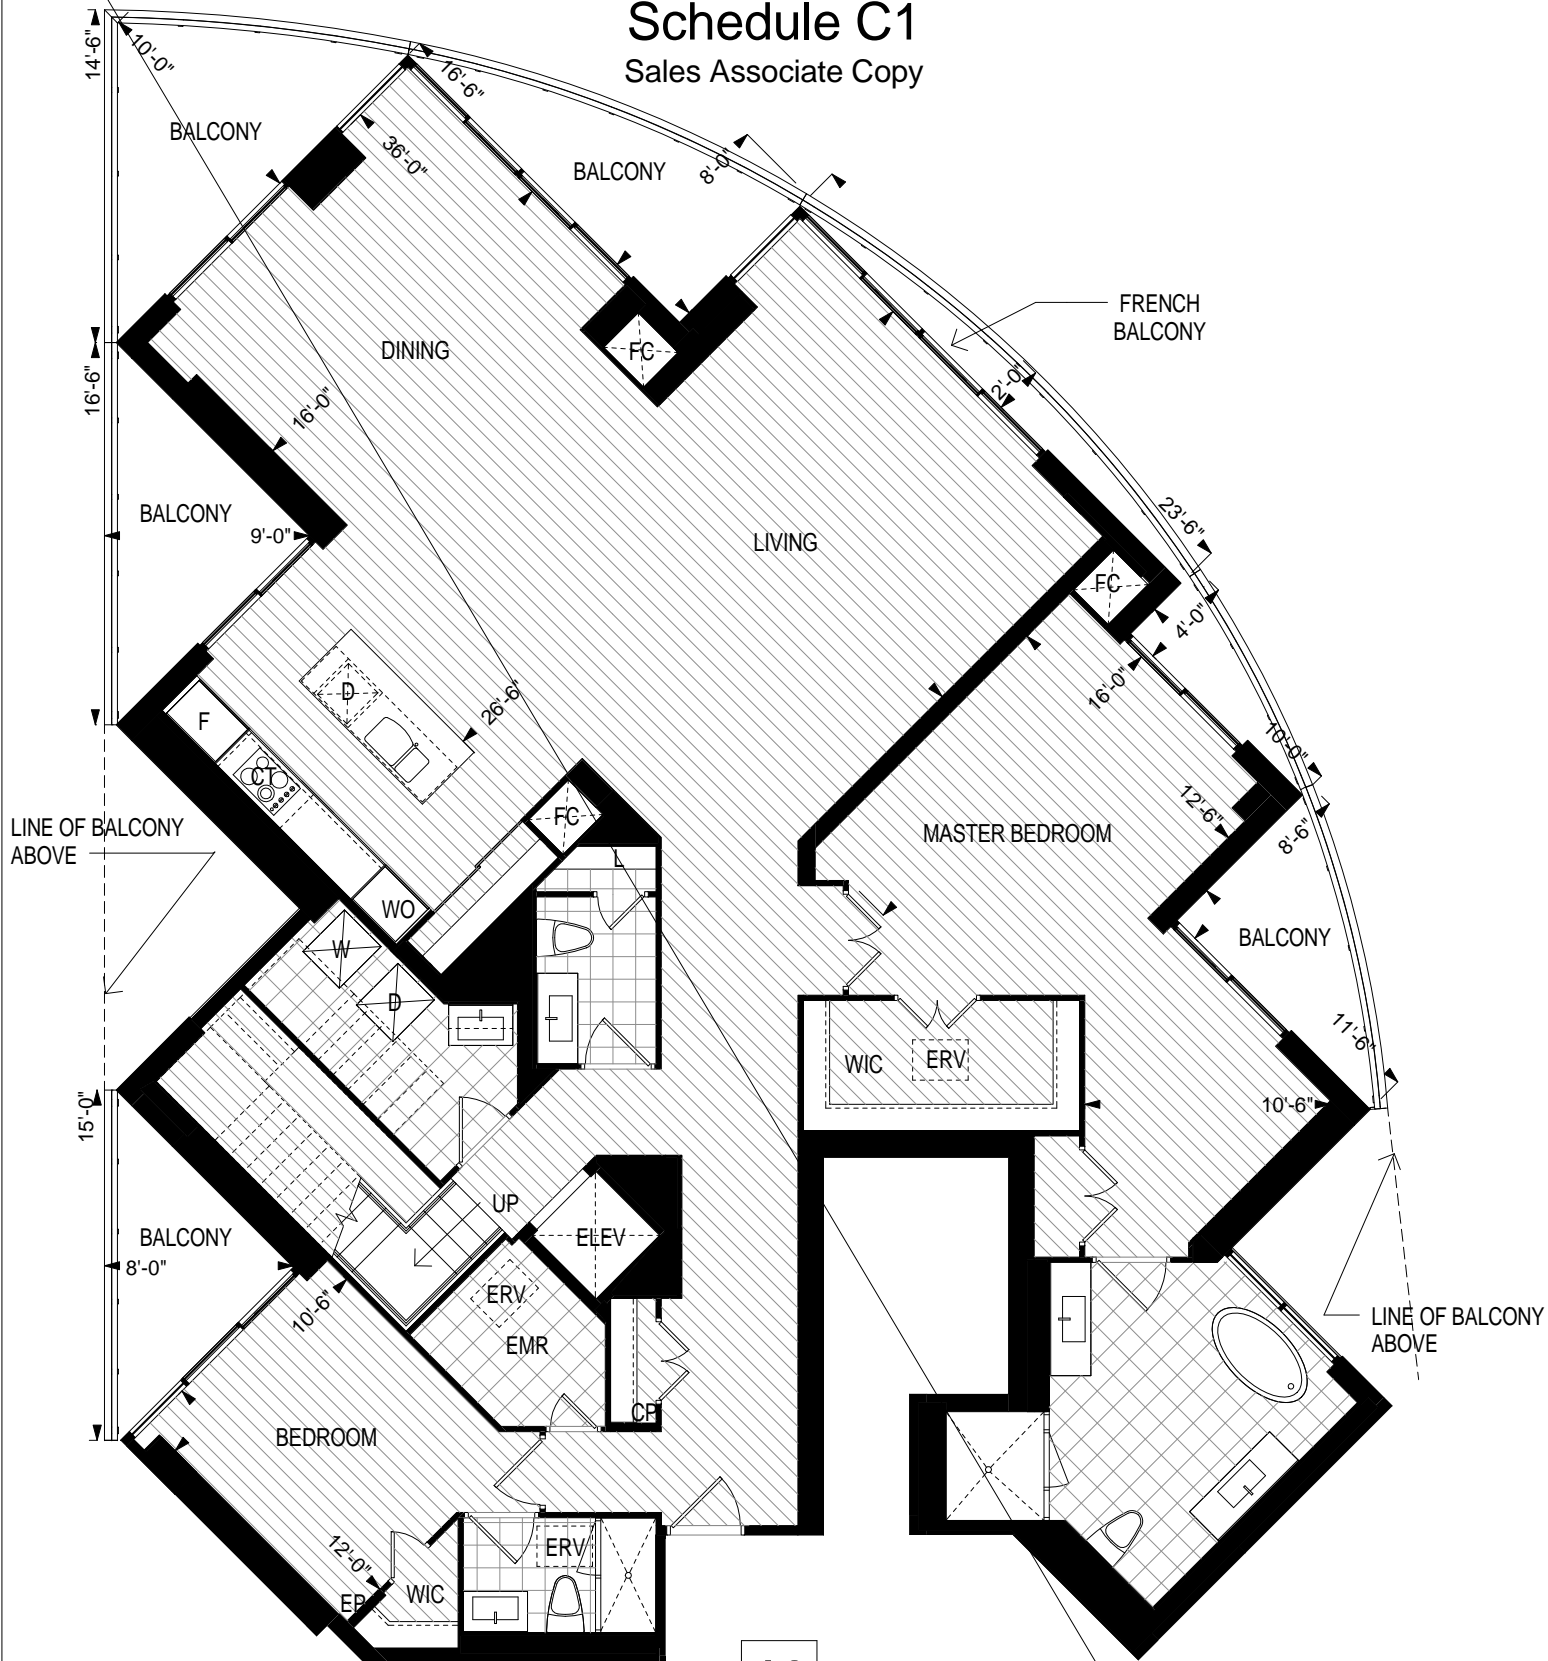 Schedule C1
Sales Associate Copy
14'-6"
10'-0"
16'-6"
BALCONY
36'-0"
BALCONY
8'-0"
FRENCH
BALCONY
DINING
FC
2'-0"
16'-6"
16'-0"
BALCONY
9'-0"
LIVING
23'-6"
FC
4'-0"
16'-0"
D
26'-6"
F
CT
10'-0"
12'-6"
8'-6"
FC
LINE OF BALCONY
ABOVE
MASTER BEDROOM
L
WO
W
BALCONY
D
11'-6"
WIC
ERV
10'-6"
15'-0"
UP
BALCONY
8'-0"
ELEV
ERV
10'-6"
EMR
LINE OF BALCONY
ABOVE
CP
BEDROOM
12'-0"
ERV
WIC
EP